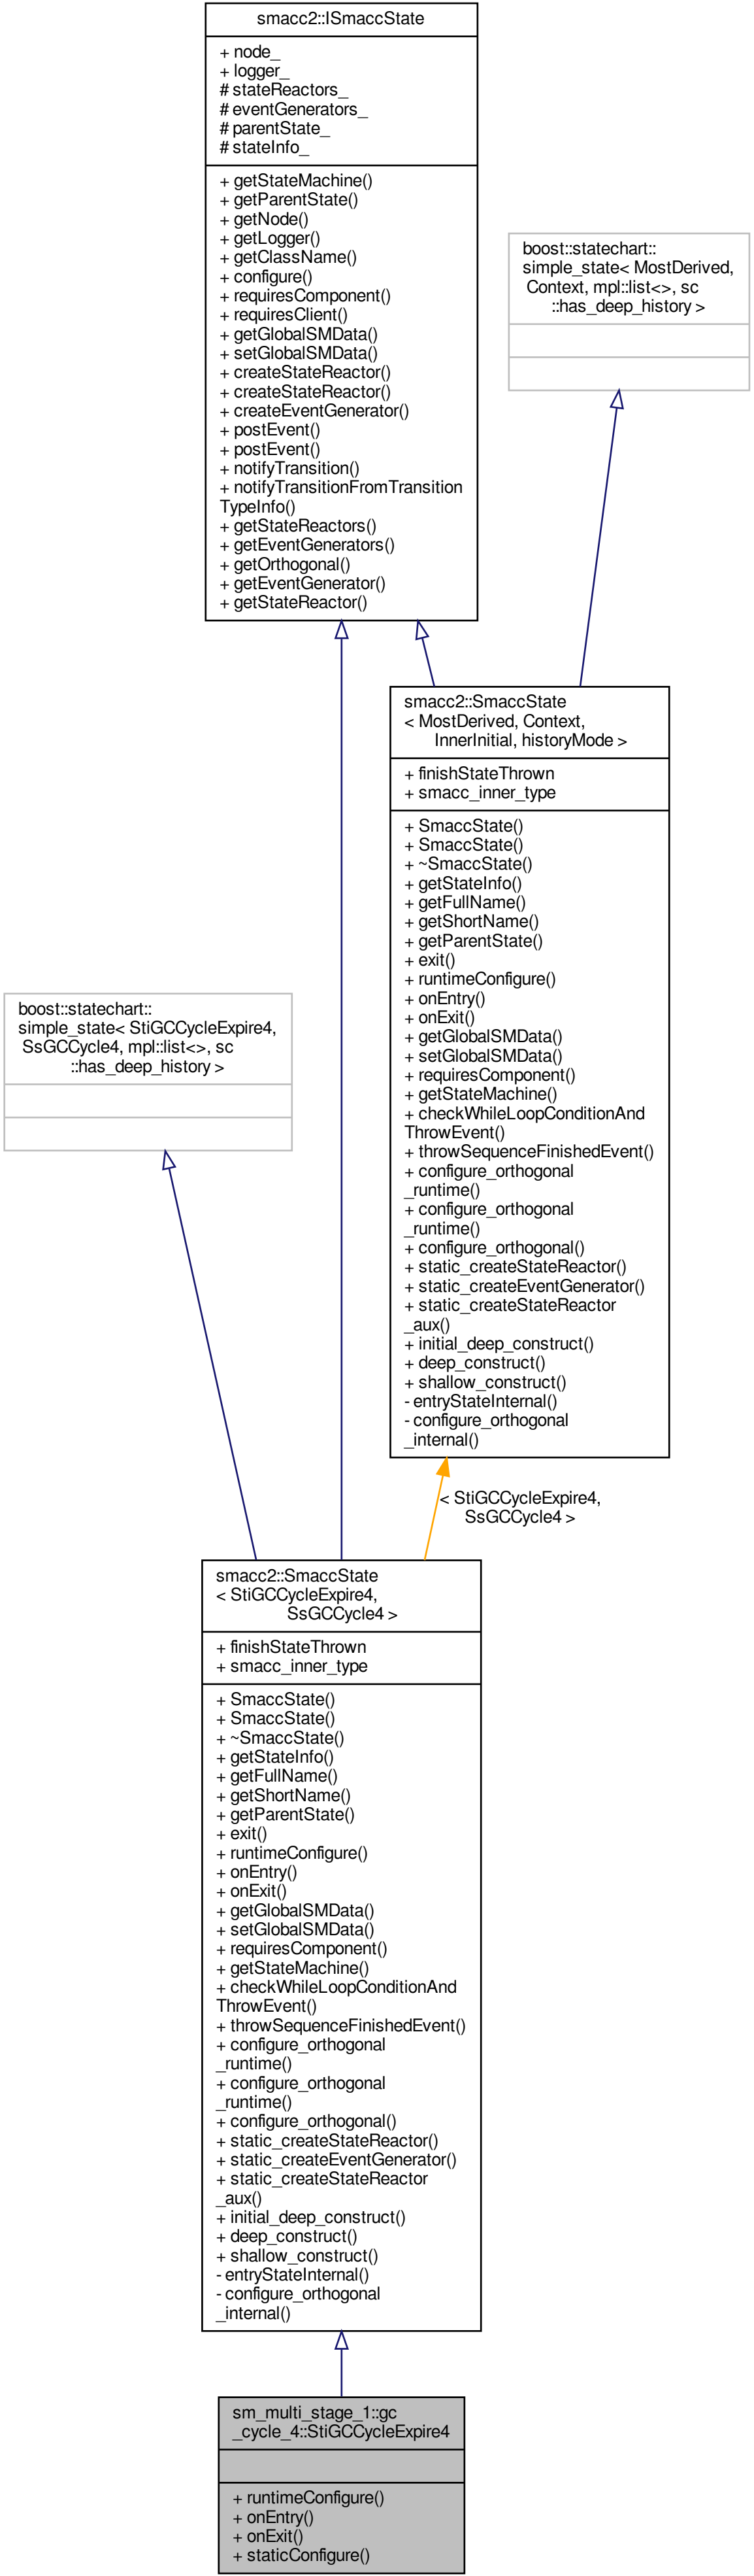 smacc2::ISmaccState
+ node_
+ logger_
# stateReactors_
# eventGenerators_
# parentState_
# stateInfo_
+ getStateMachine()
+ getParentState()
+ getNode()
+ getLogger()
+ getClassName()
+ configure()
+ requiresComponent()
+ requiresClient()
+ getGlobalSMData()
+ setGlobalSMData()
+ createStateReactor()
+ createStateReactor()
+ createEventGenerator()
+ postEvent()
+ postEvent()
+ notifyTransition()
+ notifyTransitionFromTransition
TypeInfo()
+ getStateReactors()
+ getEventGenerators()
+ getOrthogonal()
+ getEventGenerator()
+ getStateReactor()
boost::statechart::
simple_state< MostDerived,
Context, mpl::list<>, sc
::has_deep_history >
smacc2::SmaccState
< MostDerived, Context,
InnerInitial, historyMode >
+ finishStateThrown
+ smacc_inner_type
+ SmaccState()
+ SmaccState()
+ ~SmaccState()
+ getStateInfo()
+ getFullName()
+ getShortName()
+ getParentState()
+ exit()
+ runtimeConfigure()
+ onEntry()
+ onExit()
+ getGlobalSMData()
+ setGlobalSMData()
+ requiresComponent()
+ getStateMachine()
+ checkWhileLoopConditionAnd
ThrowEvent()
+ throwSequenceFinishedEvent()
+ configure_orthogonal
_runtime()
+ configure_orthogonal
_runtime()
+ configure_orthogonal()
+ static_createStateReactor()
+ static_createEventGenerator()
+ static_createStateReactor
_aux()
+ initial_deep_construct()
+ deep_construct()
+ shallow_construct()
- entryStateInternal()
- configure_orthogonal
_internal()
boost::statechart::
simple_state< StiGCCycleExpire4,
SsGCCycle4, mpl::list<>, sc
::has_deep_history >
< StiGCCycleExpire4,
SsGCCycle4 >
smacc2::SmaccState
< StiGCCycleExpire4,
SsGCCycle4 >
+ finishStateThrown
+ smacc_inner_type
+ SmaccState()
+ SmaccState()
+ ~SmaccState()
+ getStateInfo()
+ getFullName()
+ getShortName()
+ getParentState()
+ exit()
+ runtimeConfigure()
+ onEntry()
+ onExit()
+ getGlobalSMData()
+ setGlobalSMData()
+ requiresComponent()
+ getStateMachine()
+ checkWhileLoopConditionAnd
ThrowEvent()
+ throwSequenceFinishedEvent()
+ configure_orthogonal
_runtime()
+ configure_orthogonal
_runtime()
+ configure_orthogonal()
+ static_createStateReactor()
+ static_createEventGenerator()
+ static_createStateReactor
_aux()
+ initial_deep_construct()
+ deep_construct()
+ shallow_construct()
- entryStateInternal()
- configure_orthogonal
_internal()
sm_multi_stage_1::gc
_cycle_4::StiGCCycleExpire4
+ runtimeConfigure()
+ onEntry()
+ onExit()
+ staticConfigure()